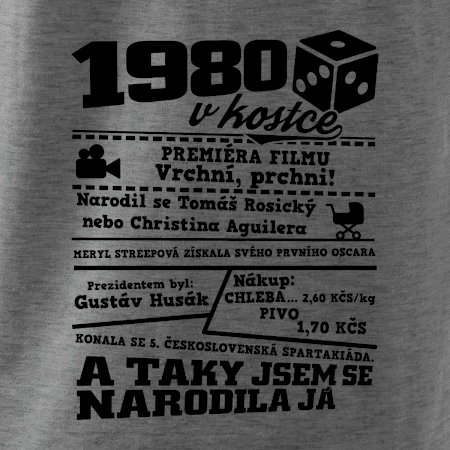 1980
v kostce
PREMIÉRA FILMU
Vrchní, prchni!
Narodil se Tomáš Rosický
nebo Christina Aguilera
MERYL STREEPOVÁ ZÍSKALA SVÉHO PRVNÍHO OSCARA
Prezidentem byl:
Gustáv Husák
Nákup:
CHLEBA... 2,60 KČS/kg
PIVO
1,70 KČS
KONALA SE 5. ČESKOSLOVENSKÁ SPARTAKIÁDA.
A TAKY JSEM SE
NARODILA JÁ